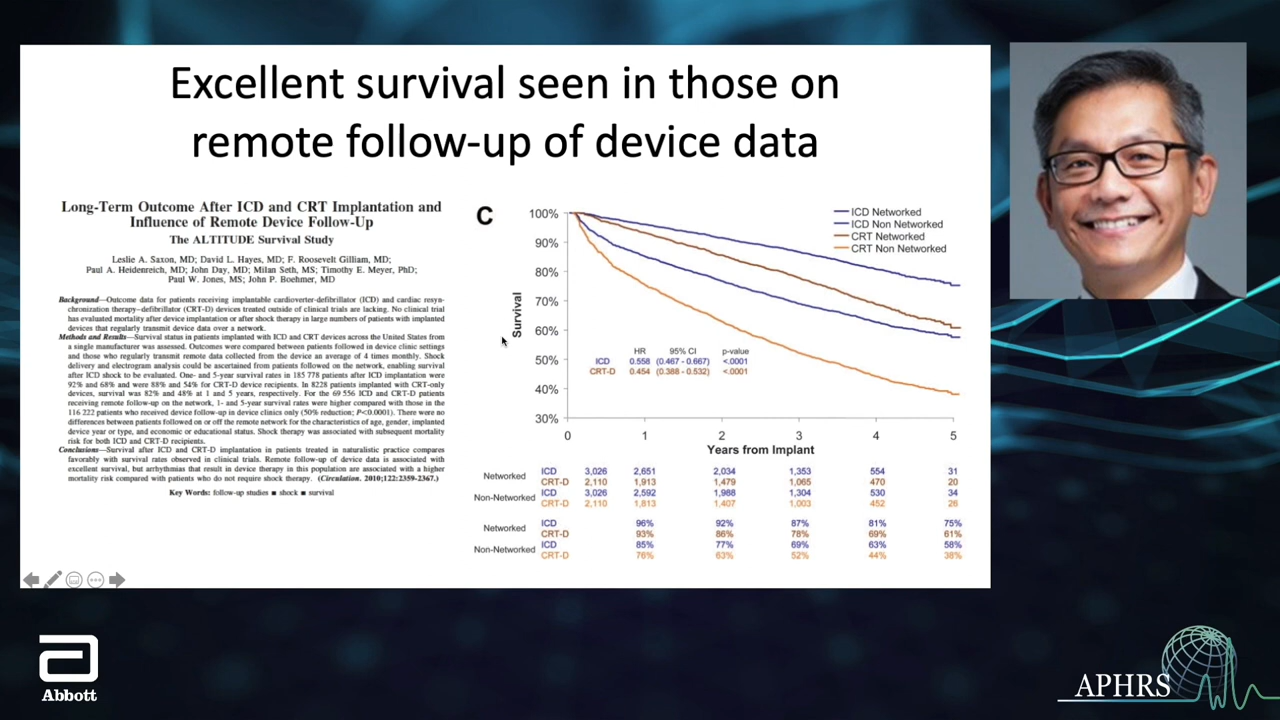 Excellent survival seen in those on
remote follow-up of device data
Long-Term Outcome After ICD and CRT Implantation and
Influence of Remote Device Follow-Up
The ALTITUDE Survival Study
Leslie A. Saxon, MD; David L. Hayes, MD; F. Roosevelt Gilliam, MD;
Paul A. Heidenreich, MD; John Day, MD; Milan Seth, MS; Timothy E. Meyer, PhD;
Paul W. Jones, MS; John P. Boehmer, MD
Background—Outcome data for patients receiving implantable cardioverter-defibrillator (ICD) and cardiac resyn-
chronization therapy–defibrillator (CRT-D) devices treated outside of clinical trials are lacking. No clinical trial
has evaluated mortality after device implantation or after shock therapy in large numbers of patients with implanted
devices that regularly transmit device data over a network.
Methods and Results—Survival status in patients implanted with ICD and CRT devices across the United States from
a single manufacturer was assessed. Outcomes were compared between patients followed in device clinic settings
and those who regularly transmit remote data collected from the device an average of 4 times monthly. Shock
delivery and electrogram analysis could be ascertained from patients followed on the network, enabling survival
after ICD shock to be evaluated. One- and 5-year survival rates in 185 778 patients after ICD implantation were
92% and 68% and were 88% and 54% for CRT-D device recipients. In 8228 patients implanted with CRT-only
devices, survival was 82% and 48% at 1 and 5 years, respectively. For the 69 556 ICD and CRT-D patients
receiving remote follow-up on the network, 1- and 5-year survival rates were higher compared with those in the
116 222 patients who received device follow-up in device clinics only (50% reduction; P<0.0001). There were no
differences between patients followed on or off the remote network for the characteristics of age, gender, implanted
device year or type, and economic or educational status. Shock therapy was associated with subsequent mortality
risk for both ICD and CRT-D recipients.
Conclusions—Survival after ICD and CRT-D implantation in patients treated in naturalistic practice compares
favorably with survival rates observed in clinical trials. Remote follow-up of device data is associated with
excellent survival, but arrhythmias that result in device therapy in this population are associated with a higher
mortality risk compared with patients who do not require shock therapy. (Circulation. 2010;122:2359-2367.)
Key Words: follow-up studies ■ shock ■ survival
C
100%
90%
80%
70%
60%
50%
40%
30%
Survival
ICD Networked
ICD Non Networked
CRT Networked
CRT Non Networked
HR 95% CI p-value
ICD 0.558 (0.467 - 0.667) <.0001
CRT-D 0.454 (0.388 - 0.532) <.0001
0 1 2 3 4 5
Years from Implant
Networked ICD 3,026 2,651 2,034 1,353 554 31
CRT-D 2,110 1,913 1,479 1,065 470 20
Non-Networked ICD 3,026 2,592 1,988 1,304 530 34
CRT-D 2,110 1,813 1,407 1,003 452 26
Networked ICD 96% 92% 87% 81% 75%
CRT-D 93% 86% 78% 69% 61%
Non-Networked ICD 85% 77% 69% 63% 58%
CRT-D 76% 63% 52% 44% 38%
Abbott
APHRS